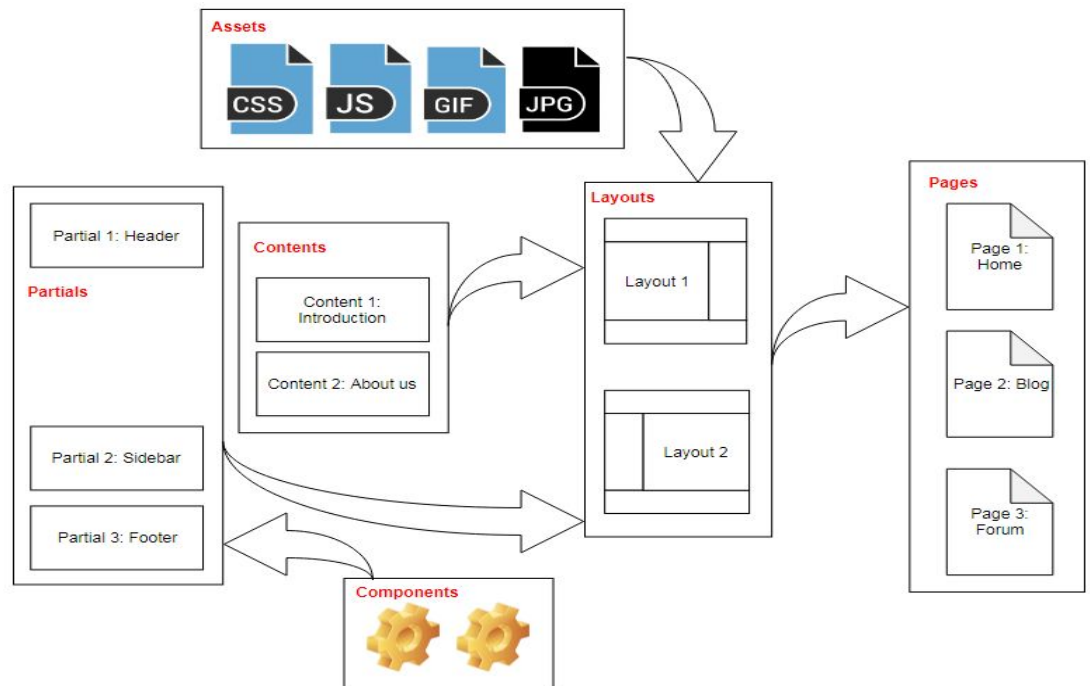 Assets
CSS
JS
GIF
JPG
Partial 1: Header
Partials
Partial 2: Sidebar
Partial 3: Footer
Contents
Content 1:
Introduction
Content 2: About us
Components
Layouts
Layout 1
Layout 2
Pages
Page 1:
Home
Page 2: Blog
Page 3:
Forum